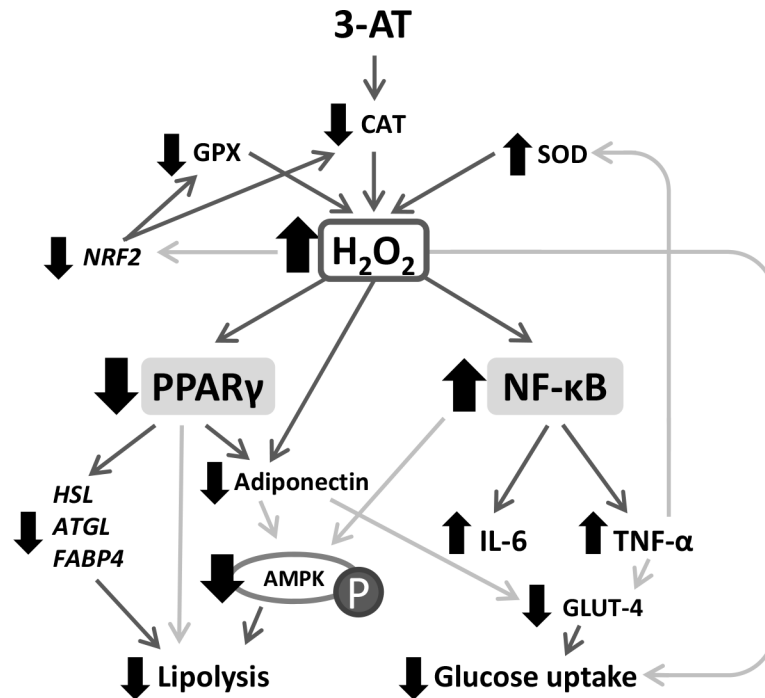 3-AT
CAT
GPX
SOD
NRF2
H₂O₂
PPARγ
NF-κB
HSL
ATGL
FABP4
Adiponectin
IL-6
TNF-α
AMPK
P
GLUT-4
Lipolysis
Glucose uptake